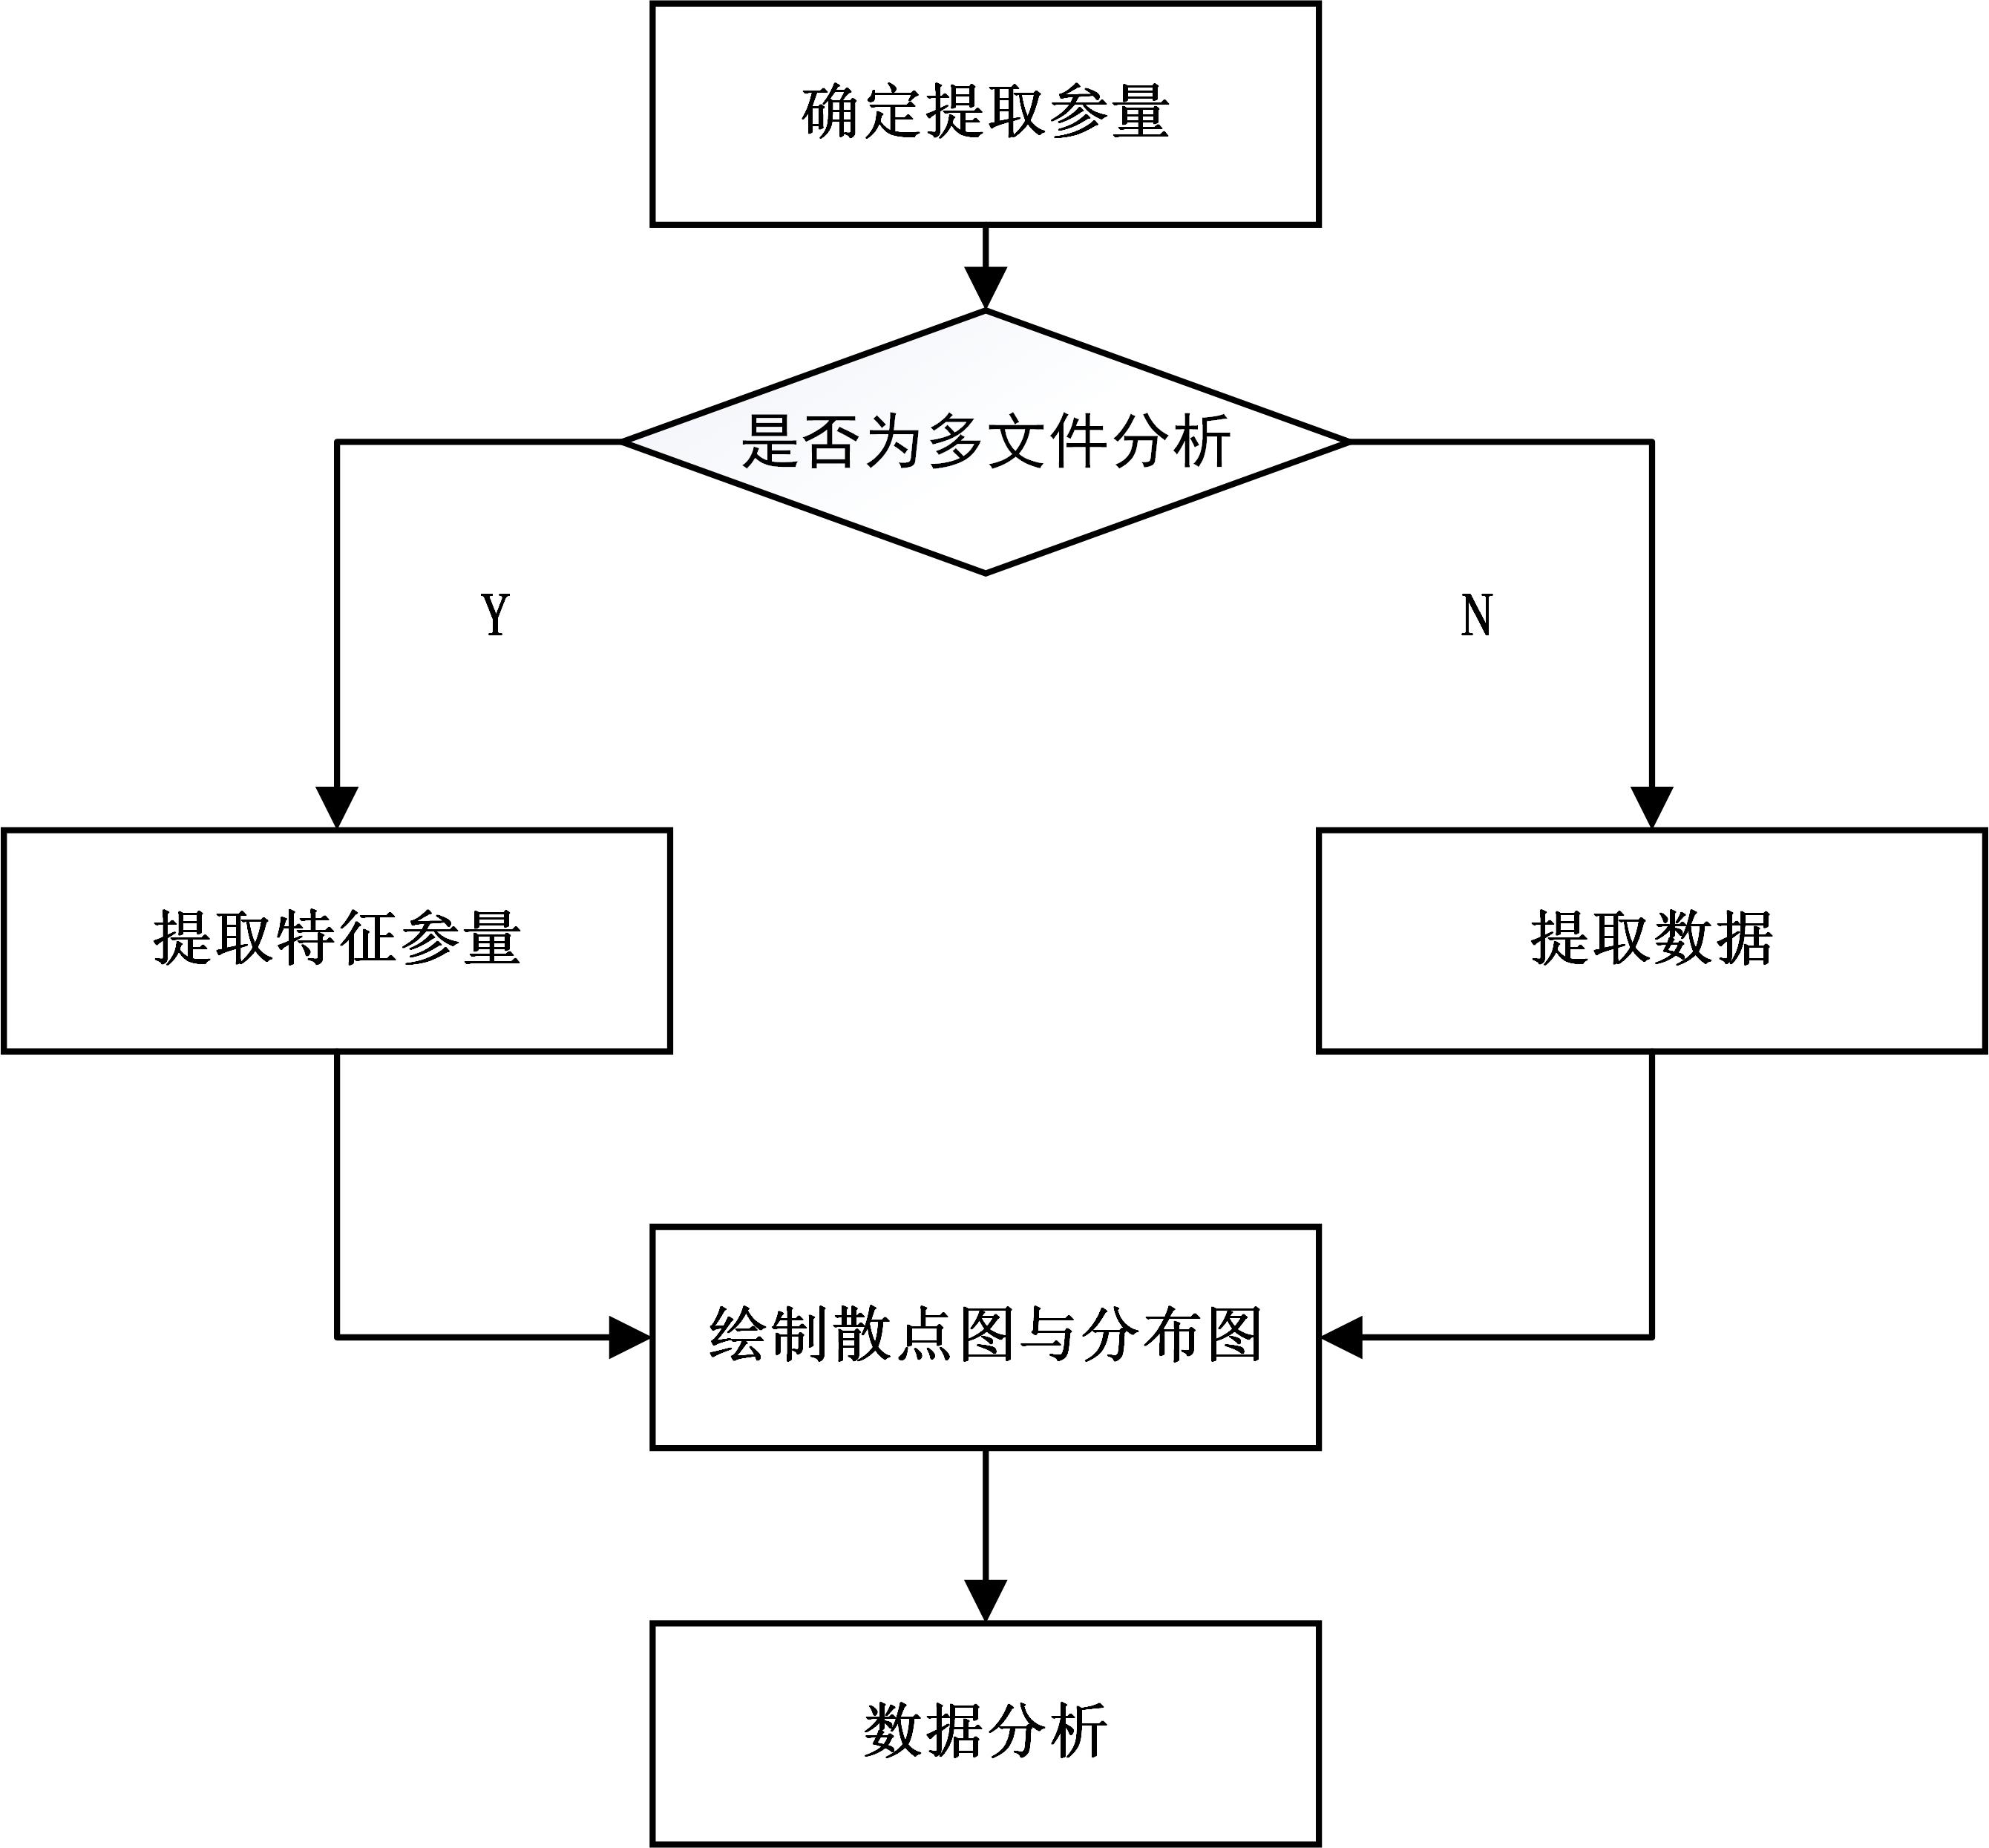 确定提取参量
是否为多文件分析
Y
N
提取特征参量
提取数据
绘制散点图与分布图
数据分析